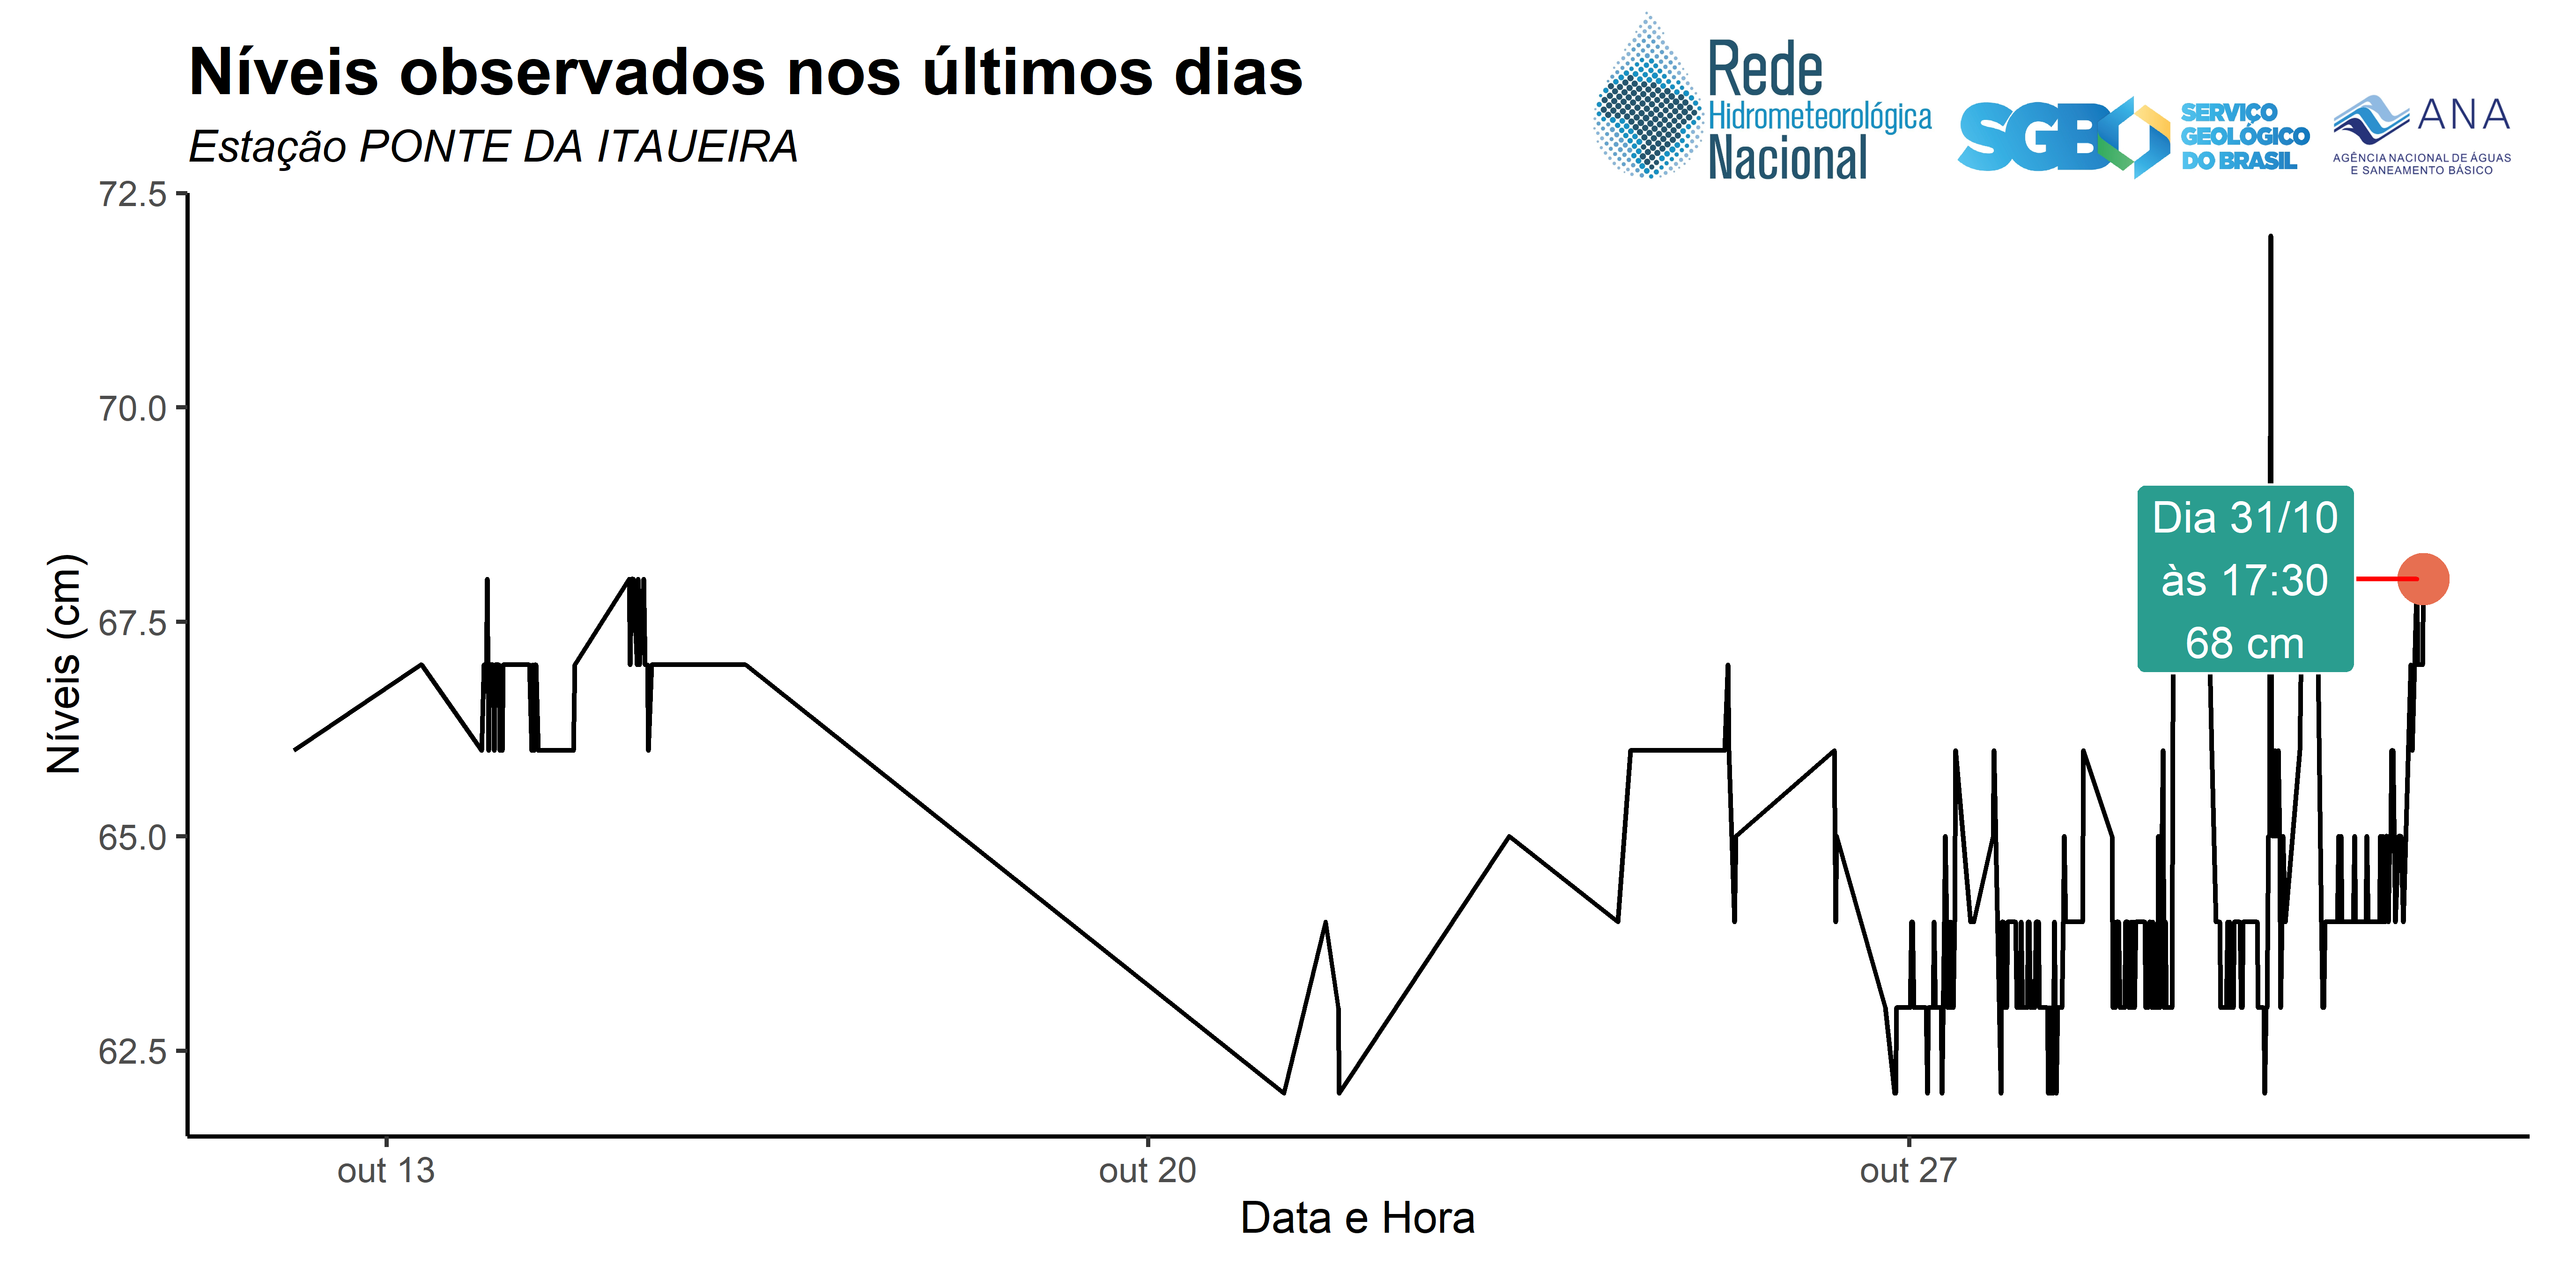 Níveis observados nos últimos dias
Estação PONTE DA ITAUEIRA
Rede
Hidrometeorológica
Nacional
SGB
SERVIÇO
GEOLÓGICO
DO BRASIL
ANA
AGÊNCIA NACIONAL DE ÁGUAS
E SANEAMENTO BÁSICO
72.5
70.0
67.5
65.0
62.5
Níveis (cm)
Dia 31/10
às 17:30
68 cm
out 13
out 20
out 27
Data e Hora